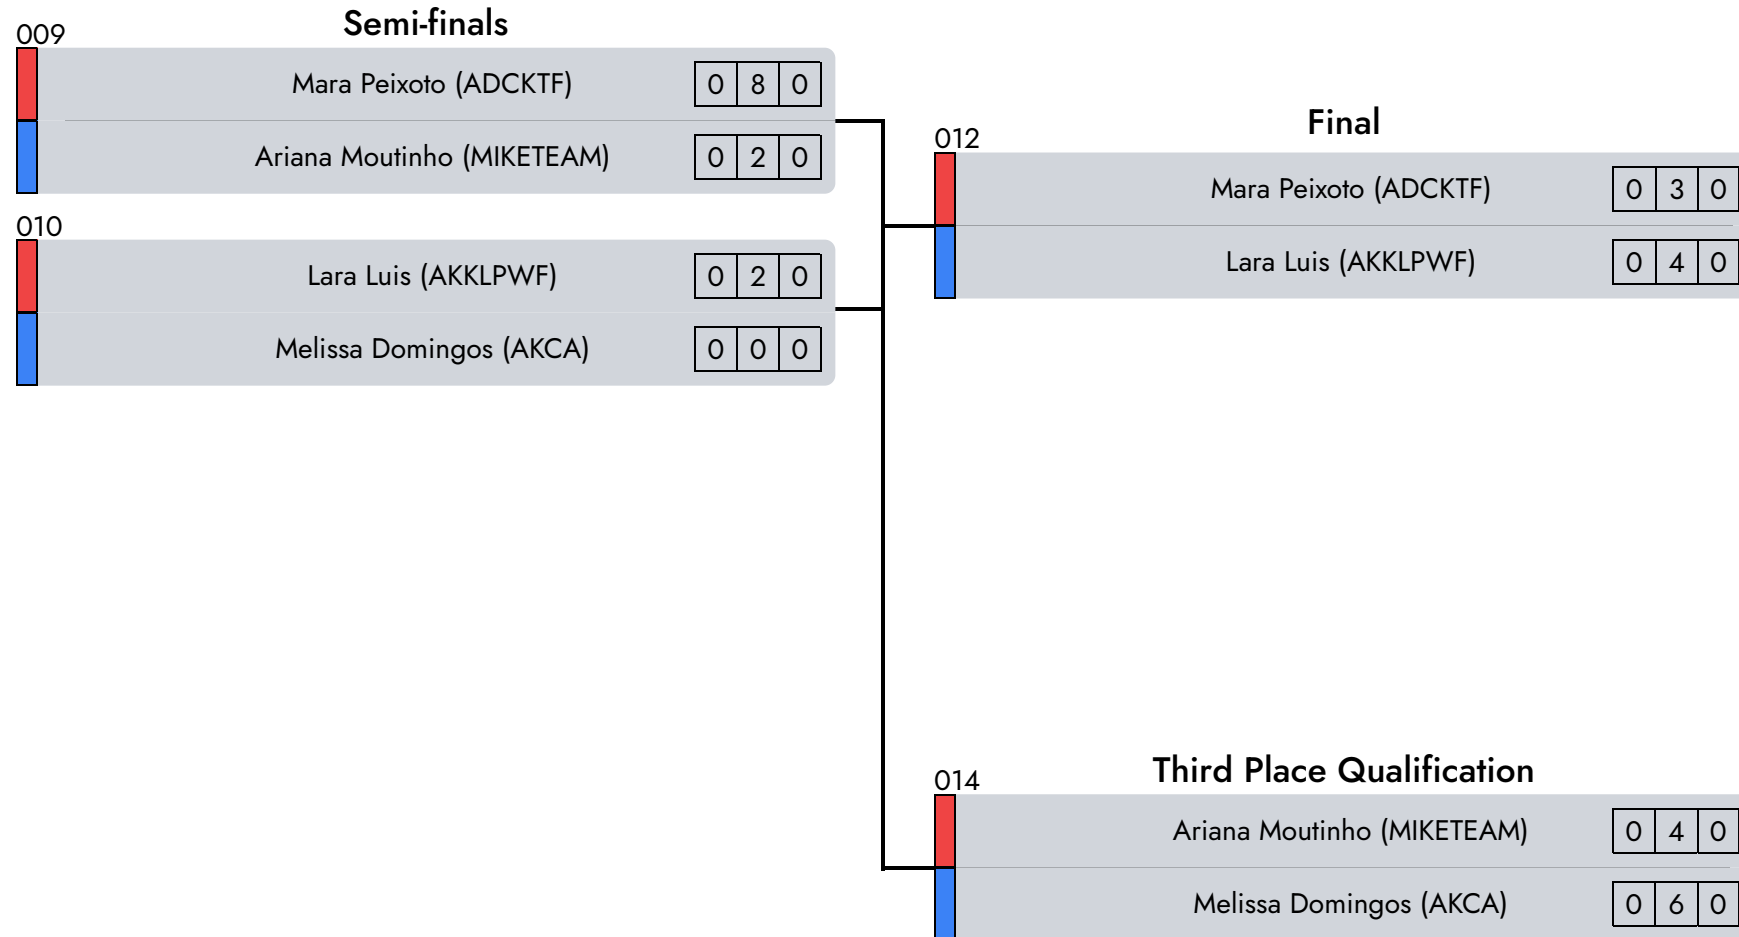 Semi-finals
009
Mara Peixoto (ADCKTF) 0 8 0
Ariana Moutinho (MIKETEAM) 0 2 0
010
Lara Luis (AKKLPWF) 0 2 0
Melissa Domingos (AKCA) 0 0 0
Final
012
Mara Peixoto (ADCKTF) 0 3 0
Lara Luis (AKKLPWF) 0 4 0
Third Place Qualification
014
Ariana Moutinho (MIKETEAM) 0 4 0
Melissa Domingos (AKCA) 0 6 0